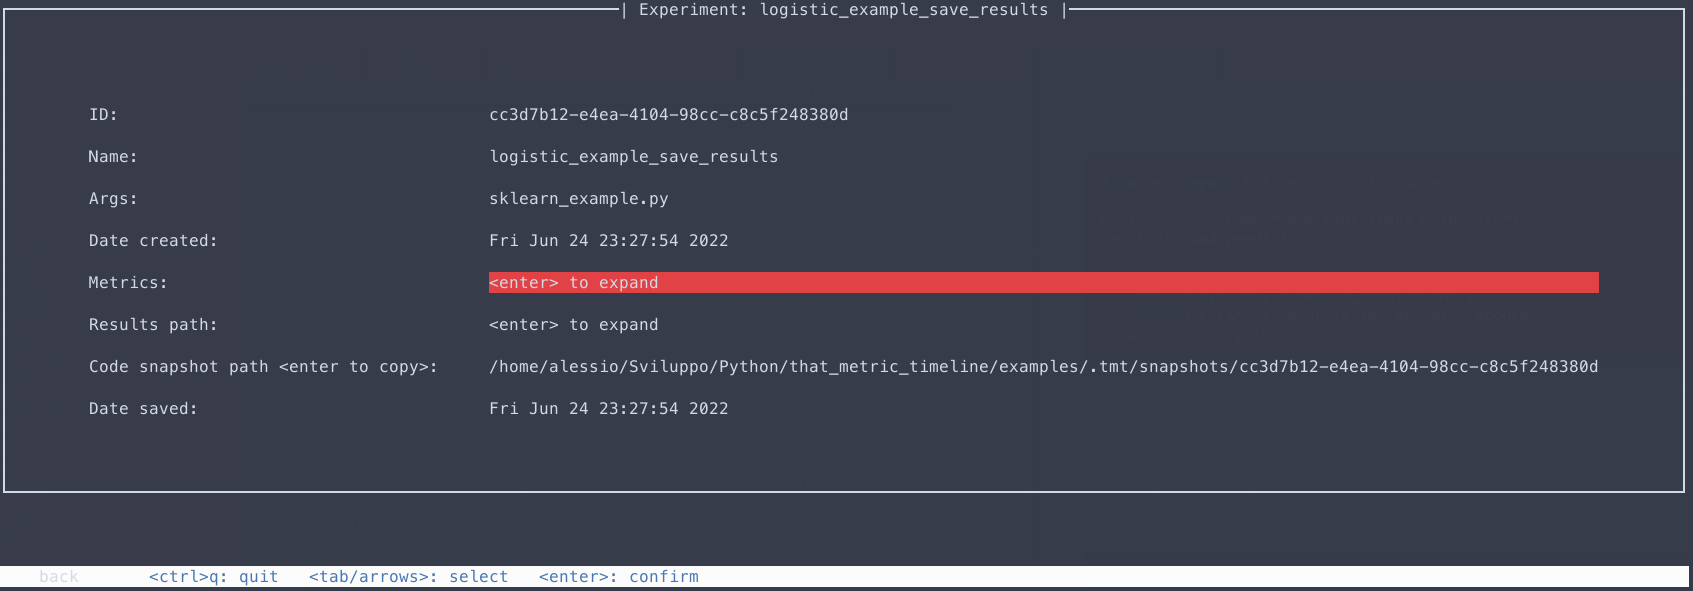 | Experiment: logistic_example_save_results |
ID: cc3d7b12-e4ea-4104-98cc-c8c5f248380d
Name: logistic_example_save_results
Args: sklearn_example.py
Date created: Fri Jun 24 23:27:54 2022
Metrics: <enter> to expand
Results path: <enter> to expand
Code snapshot path <enter to copy>: /home/alessio/Sviluppo/Python/that_metric_timeline/examples/.tmt/snapshots/cc3d7b12-e4ea-4104-98cc-c8c5f248380d
Date saved: Fri Jun 24 23:27:54 2022
back <ctrl>q: quit <tab/arrows>: select <enter>: confirm